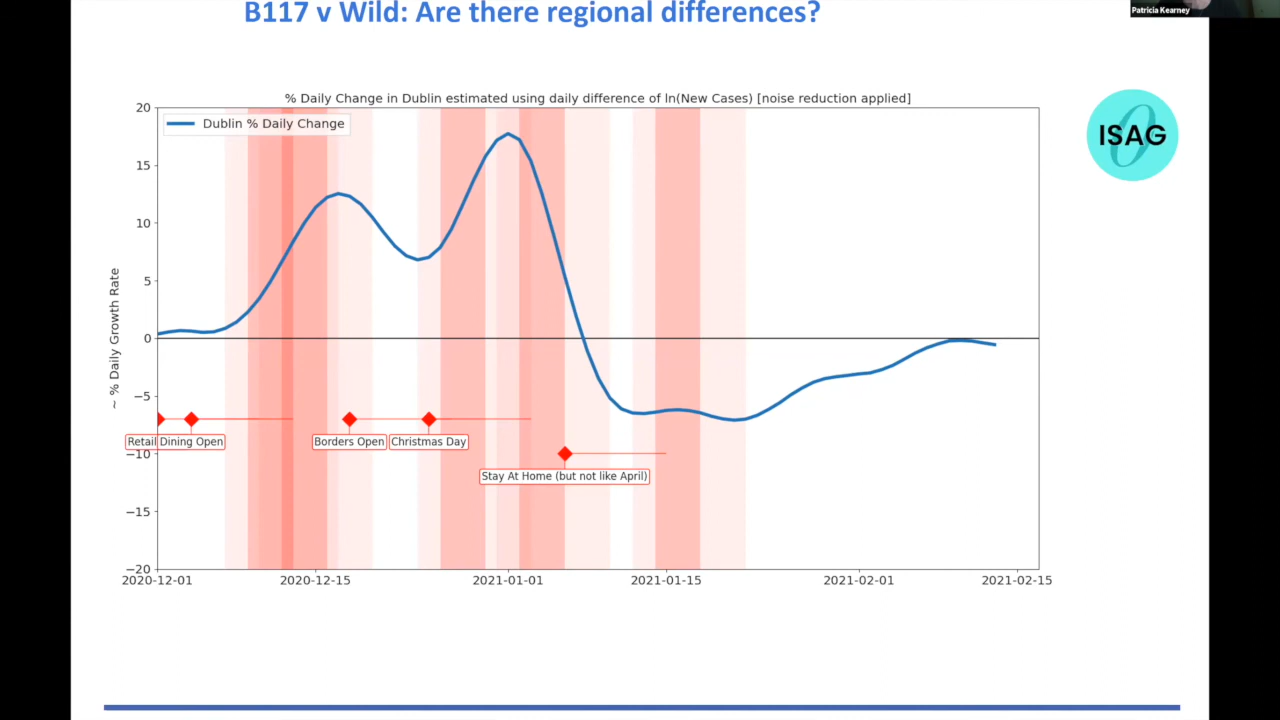 B117 v Wild: Are there regional differences?
Patricia Kearney
% Daily Change in Dublin estimated using daily difference of ln(New Cases) [noise reduction applied]
ISAG
Dublin % Daily Change
~ % Daily Growth Rate
20
15
10
5
0
−5
−10
−15
−20
Retail Dining Open
Borders Open
Christmas Day
Stay At Home (but not like April)
2020-12-01
2020-12-15
2021-01-01
2021-01-15
2021-02-01
2021-02-15